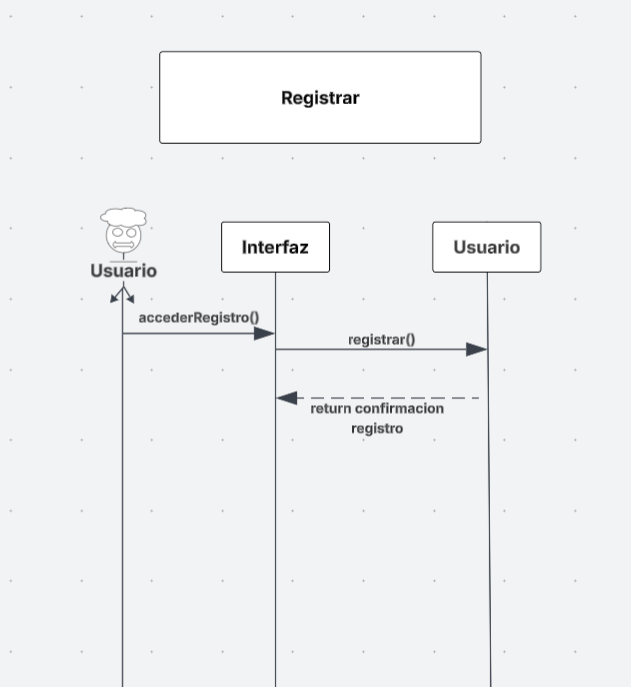 Registrar
Usuario
Interfaz
Usuario
accederRegistro()
registrar()
return confirmacion
registro